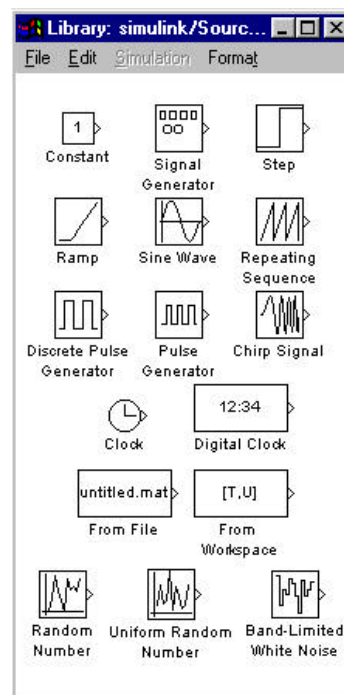 Library: simulink/Sourc...
File Edit Simulation Format
1
Constant
Signal
Generator
Step
Ramp
Sine Wave
Repeating
Sequence
Discrete Pulse
Generator
Pulse
Generator
Chirp Signal
Clock
12:34
Digital Clock
untitled.mat
From File
[T,U]
From
Workspace
Random
Number
Uniform Random
Number
Band-Limited
White Noise